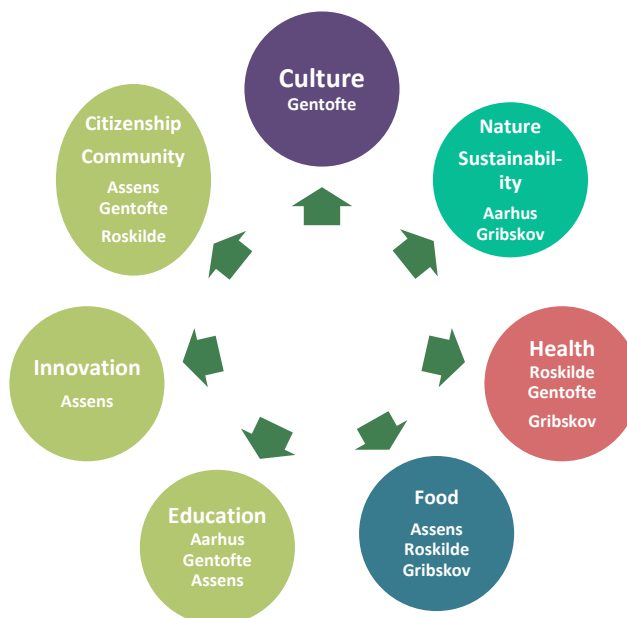 Culture
Gentofte
Nature
Sustainabil-
ity
Aarhus
Gribskov
Health
Roskilde
Gentofte
Gribskov
Food
Assens
Roskilde
Gribskov
Education
Aarhus
Gentofte
Assens
Innovation
Assens
Citizenship
Community
Assens
Gentofte
Roskilde